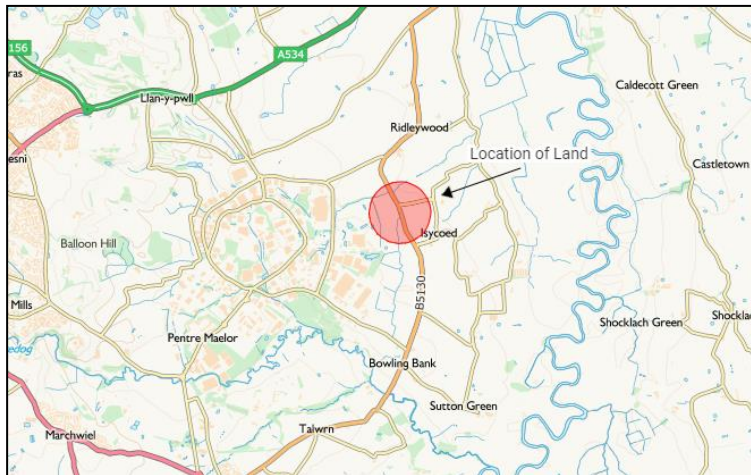 156
A534
ras
Llan-y-pwll
Caldecott Green
Ridleywood
esni
Location of Land
Castletown
Isycoed
Balloon Hill
B5130
Mills
Shocklach Green
Shocklac
Pentre Maelor
edog
Bowling Bank
Sutton Green
Talwrn
Marchwiel